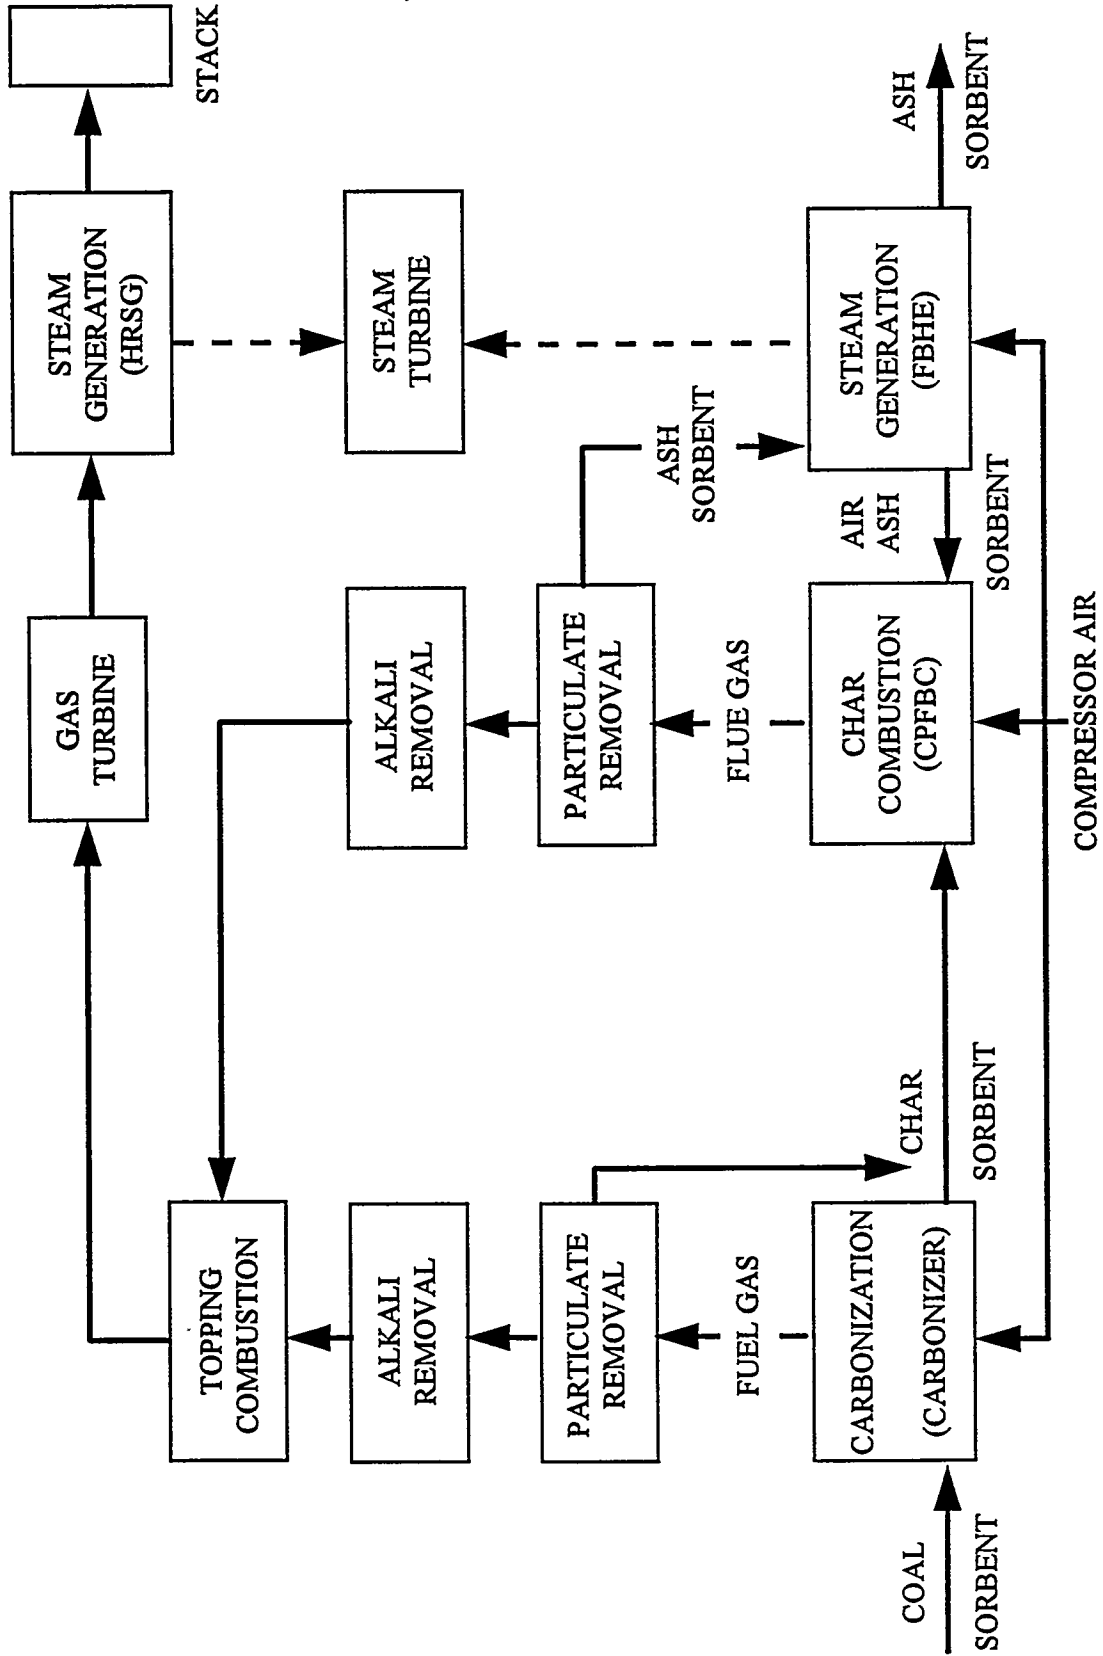 TOPPING
COMBUSTION
GAS
TURBINE
STEAM
GENERATION
(HRSG)
STACK
ALKALI
REMOVAL
ALKALI
REMOVAL
STEAM
TURBINE
PARTICULATE
REMOVAL
PARTICULATE
REMOVAL
ASH
SORBENT
FUEL GAS
FLUE GAS
COAL
SORBENT
CARBONIZATION
(CARBONIZER)
CHAR
SORBENT
CHAR
COMBUSTION
(CPFBC)
AIR
ASH
SORBENT
STEAM
GENERATION
(FBHE)
ASH
SORBENT
COMPRESSOR AIR